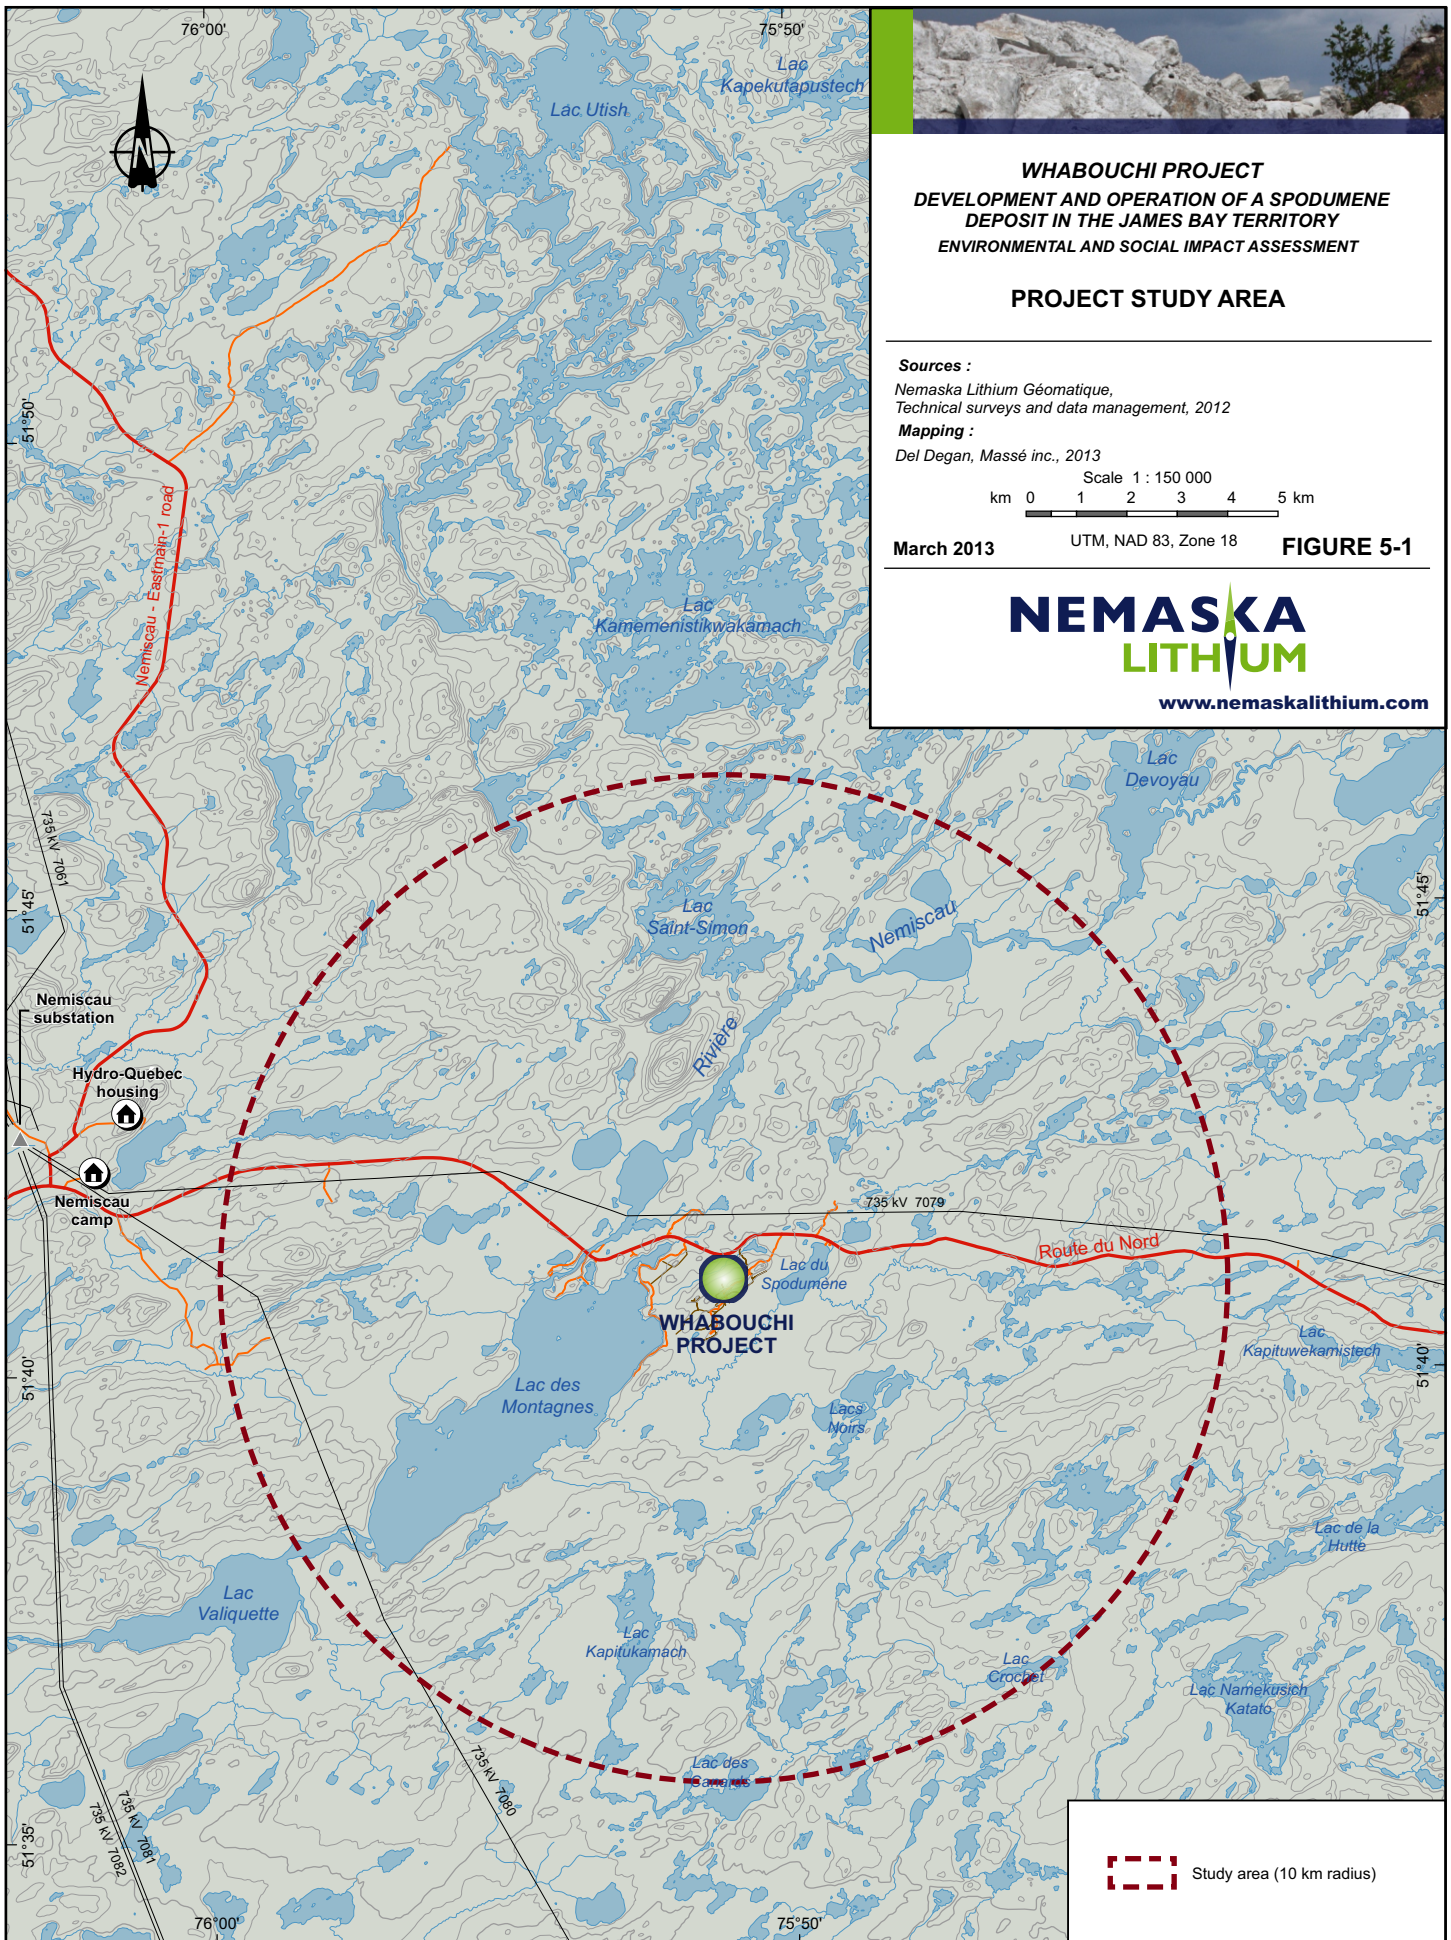 76°00'
75°50'
Lac
Kapekutapustech
Lac Utish
N
WHABOUCHI PROJECT
DEVELOPMENT AND OPERATION OF A SPODUMENE
DEPOSIT IN THE JAMES BAY TERRITORY
ENVIRONMENTAL AND SOCIAL IMPACT ASSESSMENT
PROJECT STUDY AREA
Sources :
Nemaska Lithium Géomatique,
Technical surveys and data management, 2012
Mapping :
Del Degan, Massé inc., 2013
Scale 1 : 150 000
km 0 1 2 3 4 5 km
UTM, NAD 83, Zone 18
March 2013
FIGURE 5-1
NEMASKA
LITHIUM
www.nemaskalithium.com
51°50'
Nemiscau - Eastmain-1 road
Lac
Kamemenistikwakamach
Lac
Devoyau
735 kV 7061
51°45'
51°45'
Lac
Saint-Simon
Nemiscau
Rivière
Nemiscau
substation
Hydro-Quebec
housing
Nemiscau
camp
735 kV 7079
Route du Nord
Lac du
Spodumène
WHABOUCHI
PROJECT
Lac
Kapituwekamistech
51°40'
51°40'
Lac des
Montagnes
Lacs
Noirs
Lac de la
Hutte
Lac
Valiquette
Lac
Kapitukamach
Lac
Crochet
Lac Namekusich
Katato
Lac des
Canards
735 kV 7080
735 kV 7081
735 kV 7082
51°35'
Study area (10 km radius)
76°00'
75°50'